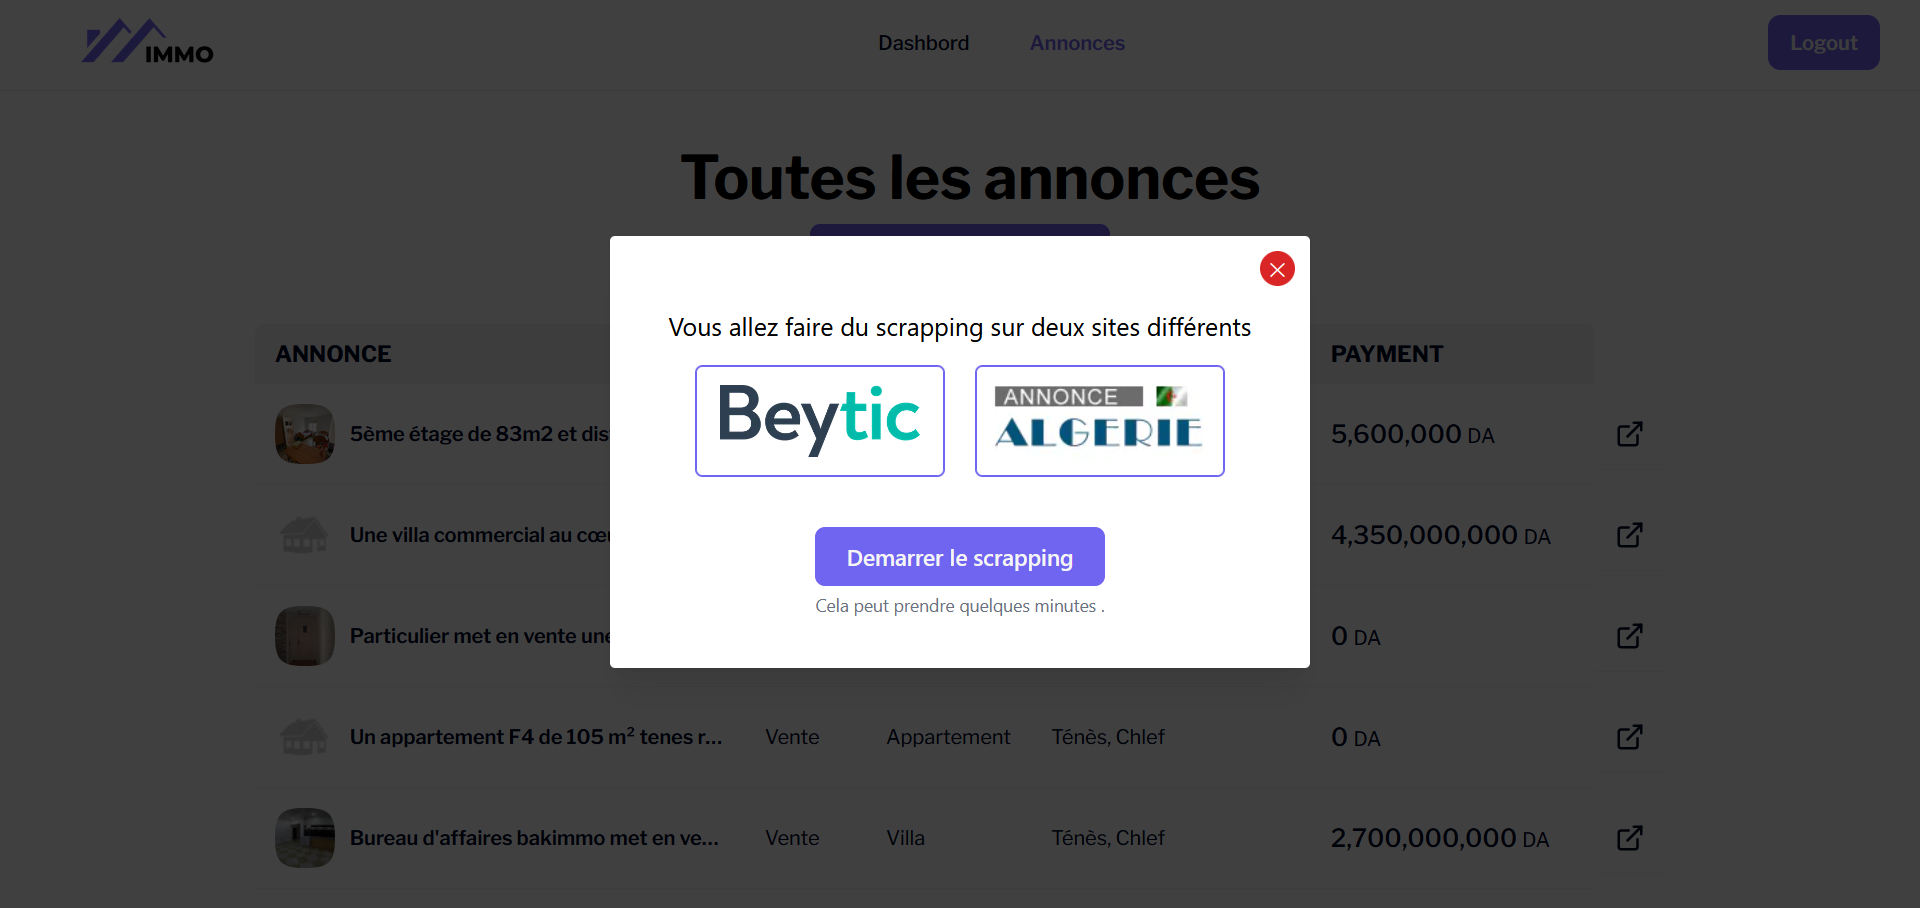 IMMO
Dashbord
Annonces
Logout
Toutes les annonces
Vous allez faire du scrapping sur deux sites différents
Beytic
ANNONCE
ALGERIE
Demarrer le scrapping
Cela peut prendre quelques minutes .
ANNONCE PAYMENT
5ème étage de 83m2 et 5,600,000 DA
Une villa commercial au 4,350,000,000 DA
Particulier met en vente une 0 DA
Un appartement F4 de 105 m² tenes r... Vente Appartement Ténès, Chlef 0 DA
Bureau d'affaires bakimmo met en ve... Vente Villa Ténès, Chlef 2,700,000,000 DA